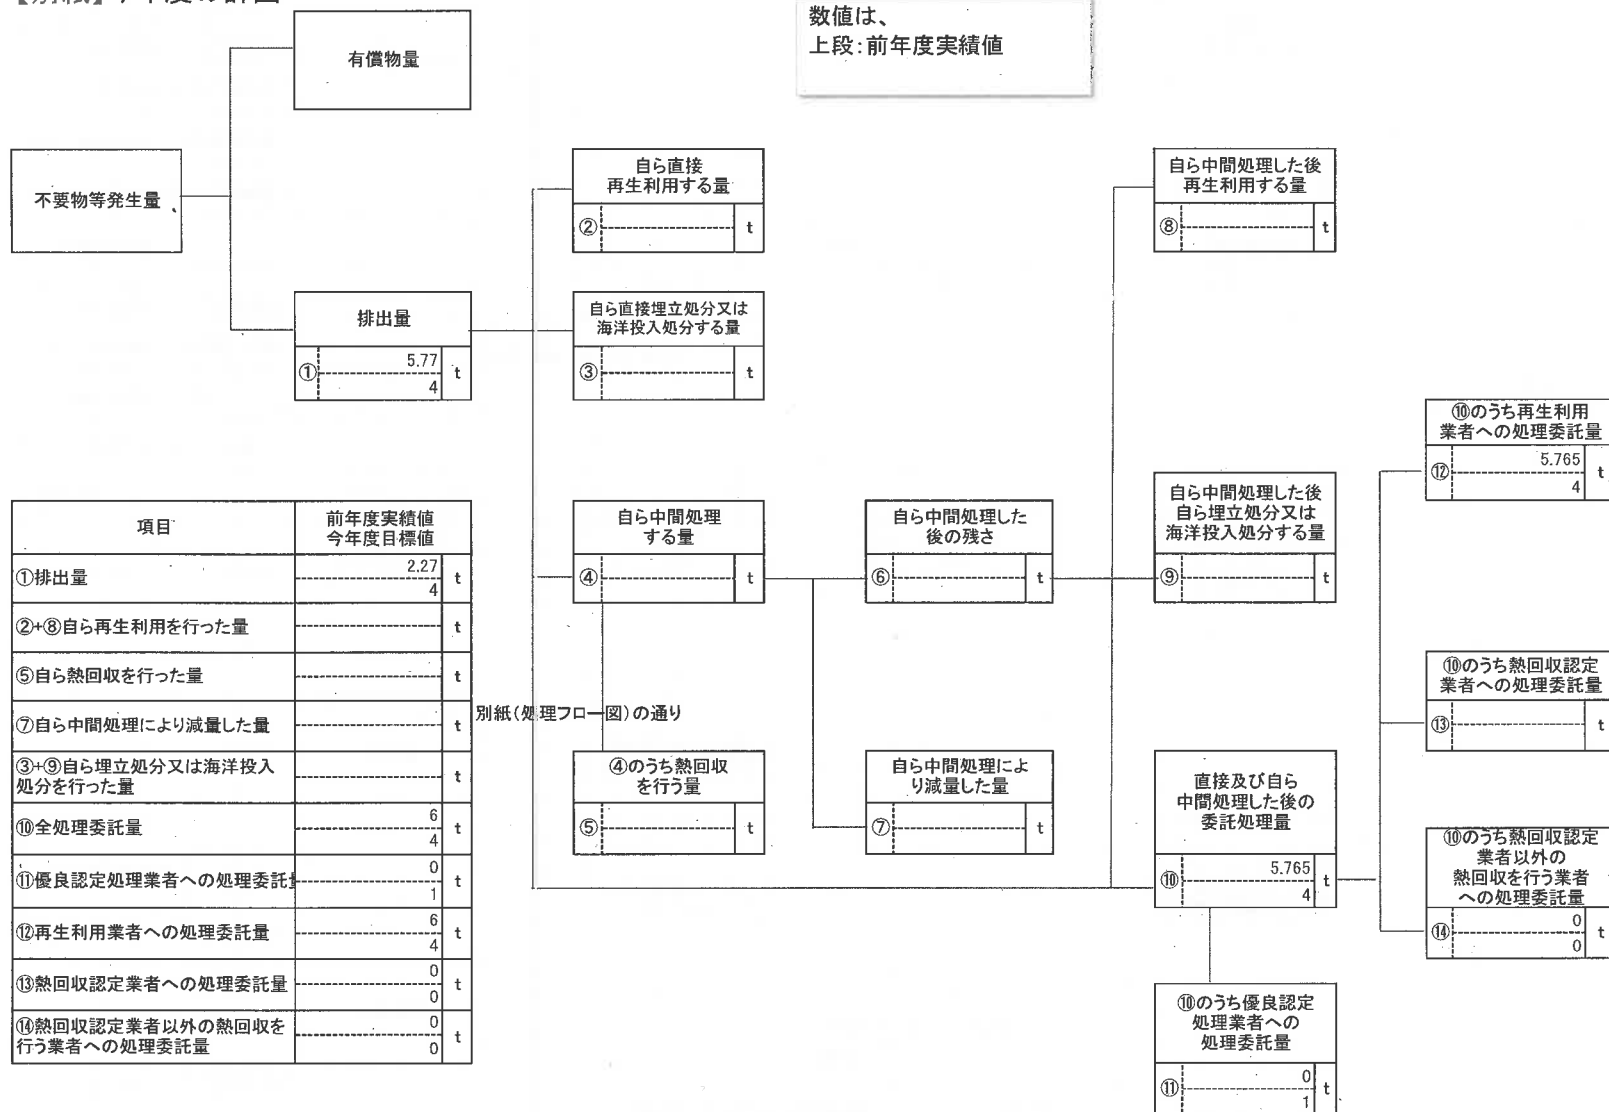 数値は、
上段：前年度実績値
有償物量
不要物等発生量
排出量
① 5.77 t
4
自ら直接
再生利用する量
② t
自ら直接埋立処分又は
海洋投入処分する量
③ t
自ら中間処理した後
再生利用する量
⑧ t
⑩のうち再生利用
業者への処理委託量
⑫ 5.765 t
4
自ら中間処理
する量
④ t
自ら中間処理した
後の残さ
⑥ t
自ら中間処理した後
自ら埋立処分又は
海洋投入処分する量
⑨ t
⑩のうち熱回収認定
業者への処理委託量
⑬ t
別紙（処理フロー図）の通り
④のうち熱回収
を行う量
⑤ t
自ら中間処理によ
り減量した量
⑦ t
直接及び自ら
中間処理した後の
委託処理量
⑩ 5.765 t
4
⑩のうち熱回収認定
業者以外の
熱回収を行う業者
への処理委託量
⑭ 0 t
0
⑩のうち優良認定
処理業者への
処理委託量
⑪ 0 t
1
項目 前年度実績値
今年度目標値
①排出量 2.27 t
4
②+⑧自ら再生利用を行った量 t
⑤自ら熱回収を行った量 t
⑦自ら中間処理により減量した量 t
③+⑨自ら埋立処分又は海洋投入
処分を行った量 t
⑩全処理委託量 6 t
4
⑪優良認定処理業者への処理委託 0 t
1
⑫再生利用業者への処理委託量 6 t
4
⑬熱回収認定業者への処理委託量 0 t
0
⑭熱回収認定業者以外の熱回収を 0 t
行う業者への処理委託量 0